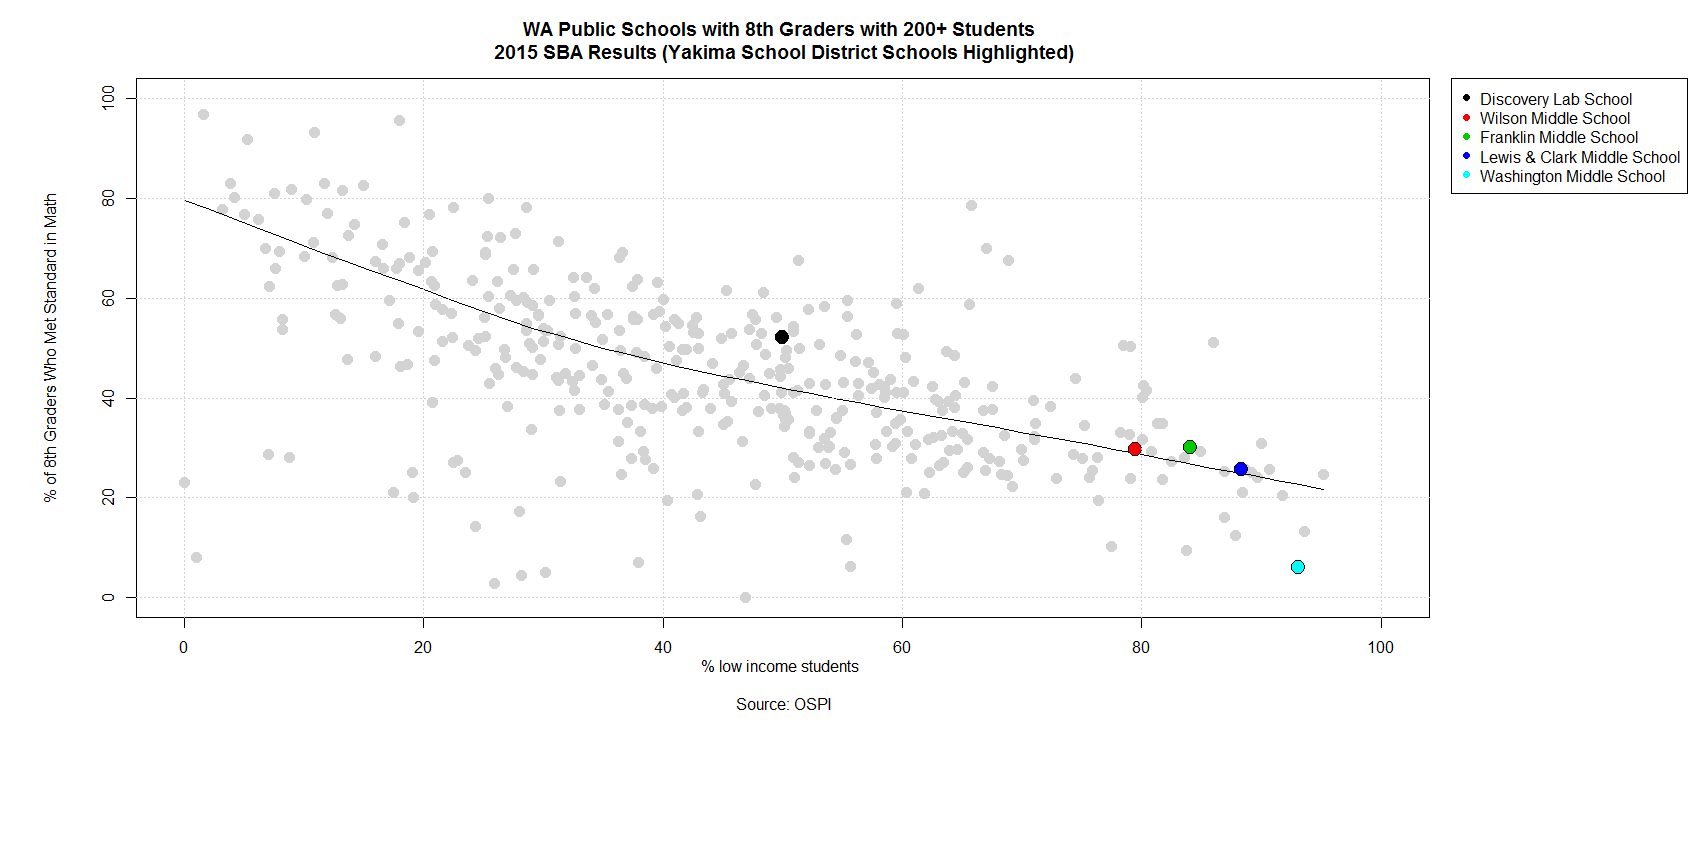 WA Public Schools with 8th Graders with 200+ Students
2015 SBA Results (Yakima School District Schools Highlighted)
Discovery Lab School
Wilson Middle School
Franklin Middle School
Lewis & Clark Middle School
Washington Middle School
% of 8th Graders Who Met Standard in Math
100
80
60
40
20
0
0 20 40 60 80 100
% low income students
Source: OSPI